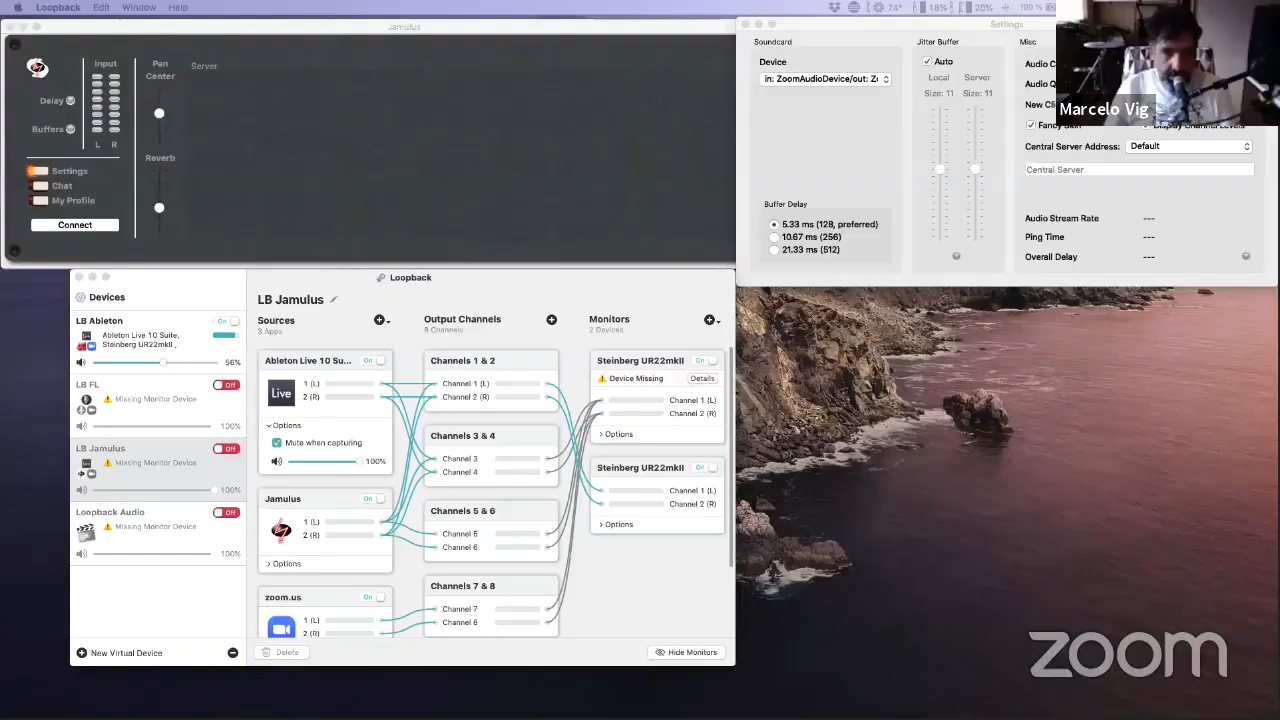 Loopback Edit Window Help
74° 18% 20% 100 %
Jamulus
Input
L R
Delay
Buffers
Settings
Chat
My Profile
Connect
Pan
Center
Reverb
Server
Settings
Soundcard
Device
in: ZoomAudioDevice/out: Zo
Buffer Delay
5.33 ms (128, preferred)
10.67 ms (256)
21.33 ms (512)
Jitter Buffer
Auto
Local Server
Size: 11 Size: 11
Misc
Audio C
Audio Q
New Cli
Fancy Skin Display Channel Levels
Central Server Address: Default
Central Server
Audio Stream Rate ---
Ping Time ---
Overall Delay ---
Marcelo Vig
Loopback
Devices
LB Ableton On
Ableton Live 10 Suite,
Steinberg UR22mkII ,
56%
LB FL Off
Missing Monitor Device
100%
LB Jamulus Off
Missing Monitor Device
100%
Loopback Audio Off
Missing Monitor Device
100%
New Virtual Device
LB Jamulus
Sources
3 Apps
Ableton Live 10 Su... On
Live
1 (L)
2 (R)
Options
Mute when capturing
100%
Jamulus On
1 (L)
2 (R)
Options
zoom.us On
1 (L)
2 (R)
Delete
Output Channels
8 Channels
Channels 1 & 2
Channel 1 (L)
Channel 2 (R)
Channels 3 & 4
Channel 3
Channel 4
Channels 5 & 6
Channel 5
Channel 6
Channels 7 & 8
Channel 7
Channel 8
Monitors
2 Devices
Steinberg UR22mkII On
Device Missing Details
Channel 1 (L)
Channel 2 (R)
Options
Steinberg UR22mkII On
Channel 1 (L)
Channel 2 (R)
Options
Hide Monitors
zoom